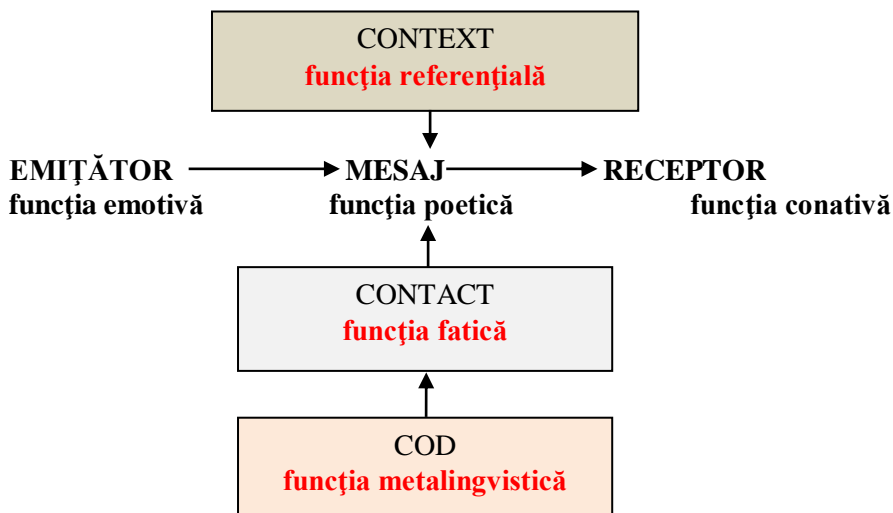 CONTEXT
funcţia referenţială
EMIŢĂTOR MESAJ RECEPTOR
funcţia emotivă funcţia poetică funcţia conativă
CONTACT
funcţia fatică
COD
funcţia metalingvistică